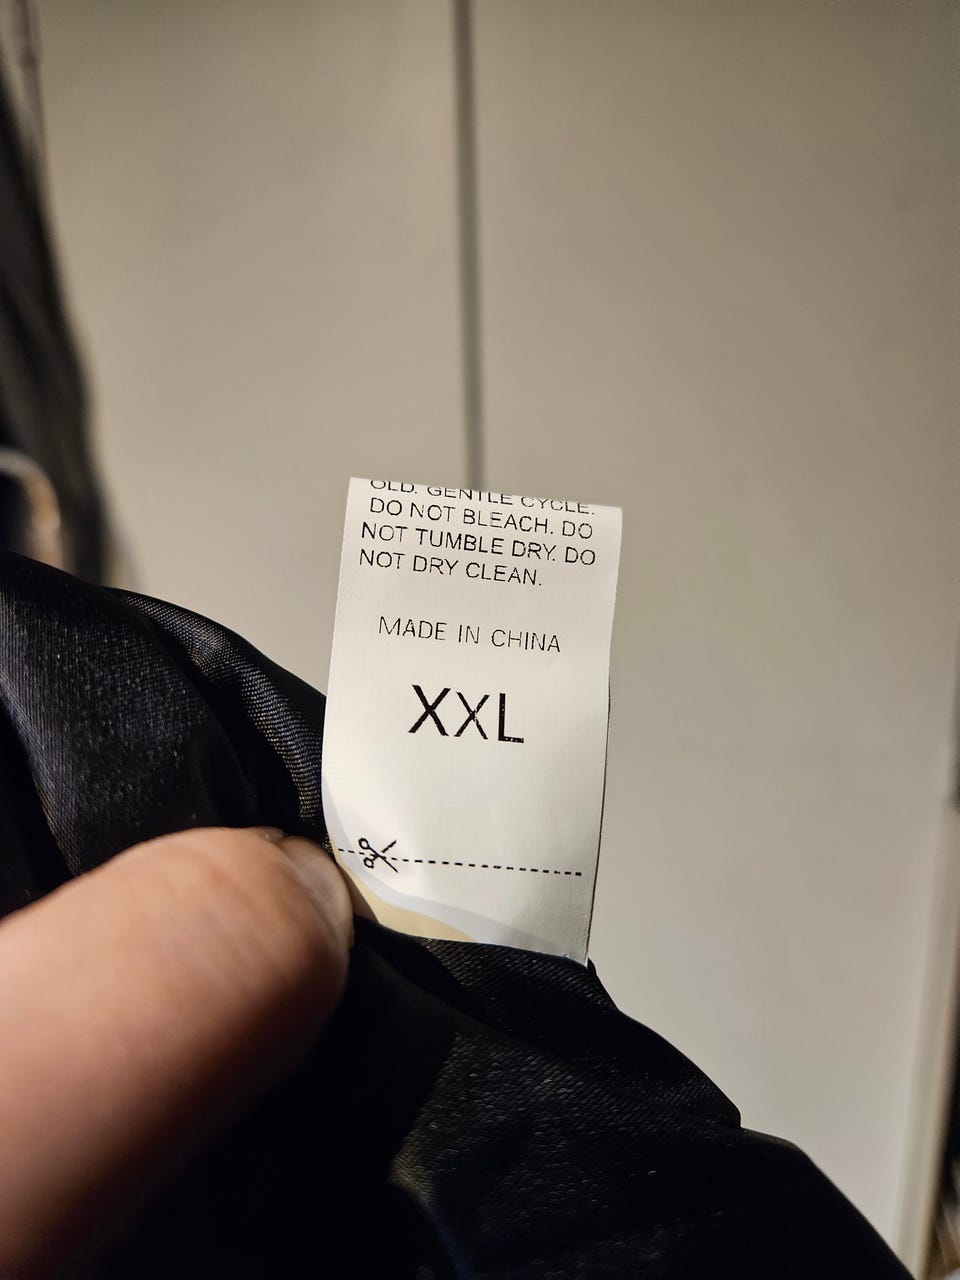 OLD. GENTLE CYCLE.
DO NOT BLEACH. DO
NOT TUMBLE DRY. DO
NOT DRY CLEAN.
MADE IN CHINA
XXL